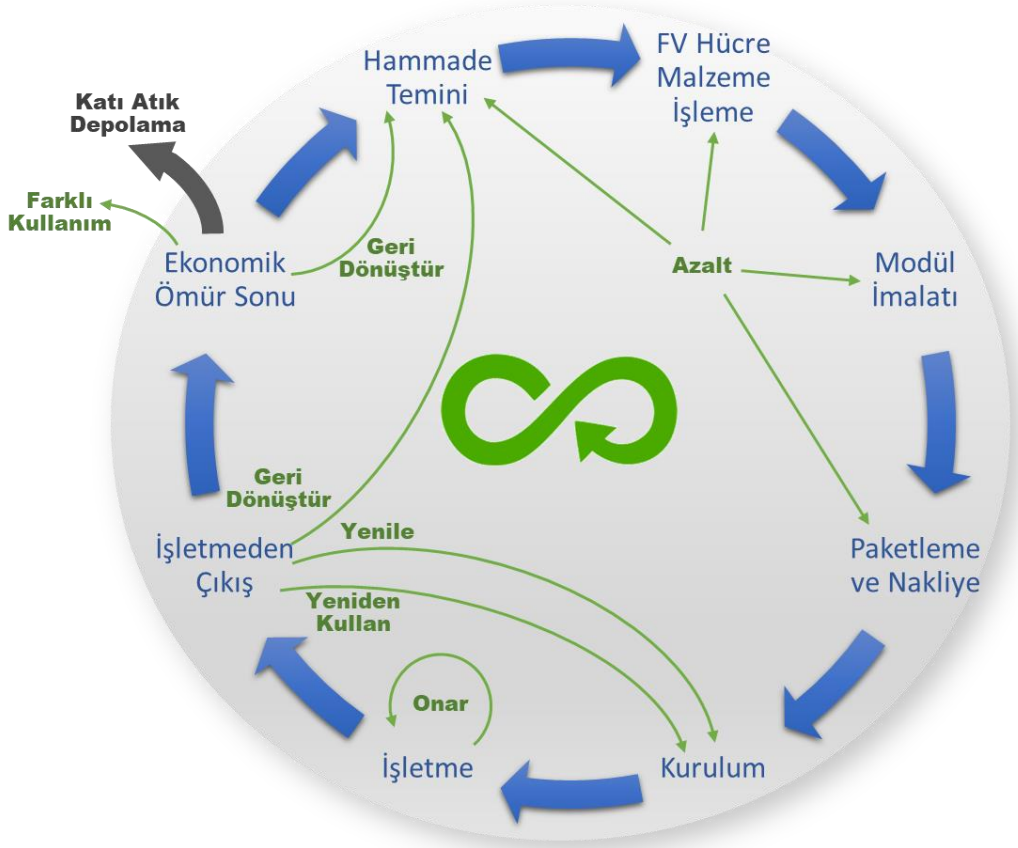 Hammade
Temini
FV Hücre
Malzeme
İşleme
Katı Atık
Depolama
Farklı
Kullanım
Ekonomik
Ömür Sonu
Geri
Dönüştür
Azalt
Modül
İmalatı
Geri
Dönüştür
İşletmeden
Çıkış
Yenile
Yeniden
Kullan
Paketleme
ve Nakliye
Onar
İşletme
Kurulum